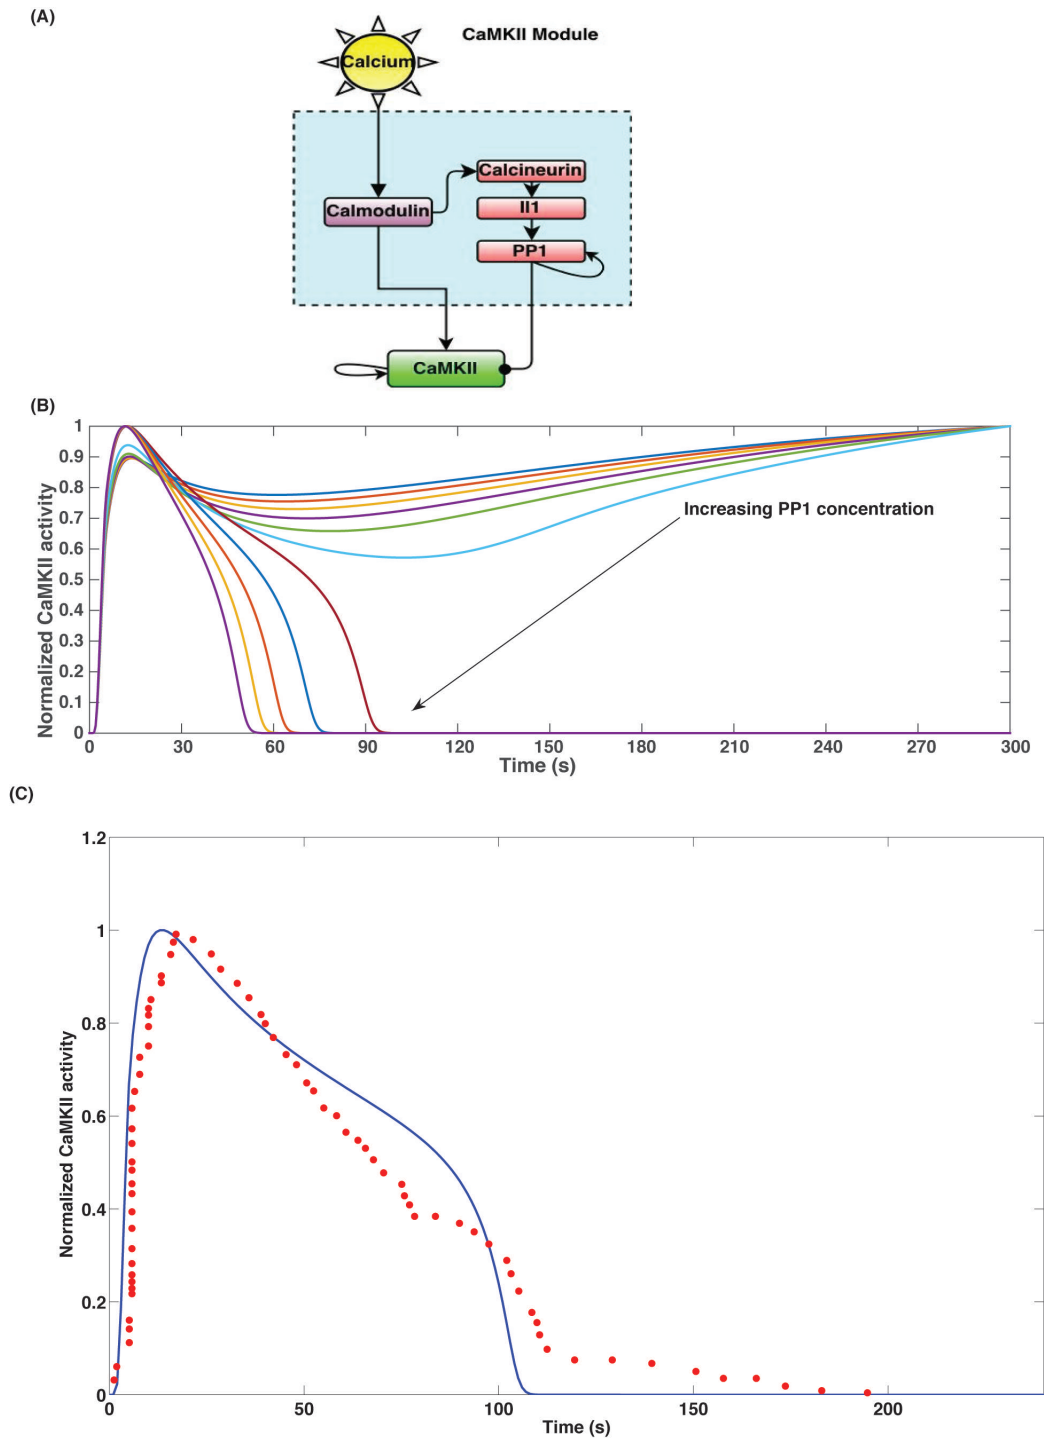 (A)
CaMKII Module
Calcium
Calcineurin
Calmodulin
II1
PP1
CaMKII
(B)
Normalized CaMKII activity
1
0.9
0.8
0.7
0.6
0.5
0.4
0.3
0.2
0.1
0
Increasing PP1 concentration
0 30 60 90 120 150 180 210 240 270 300
Time (s)
(C)
Normalized CaMKII activity
1.2
1
0.8
0.6
0.4
0.2
0
0 50 100 150 200
Time (s)